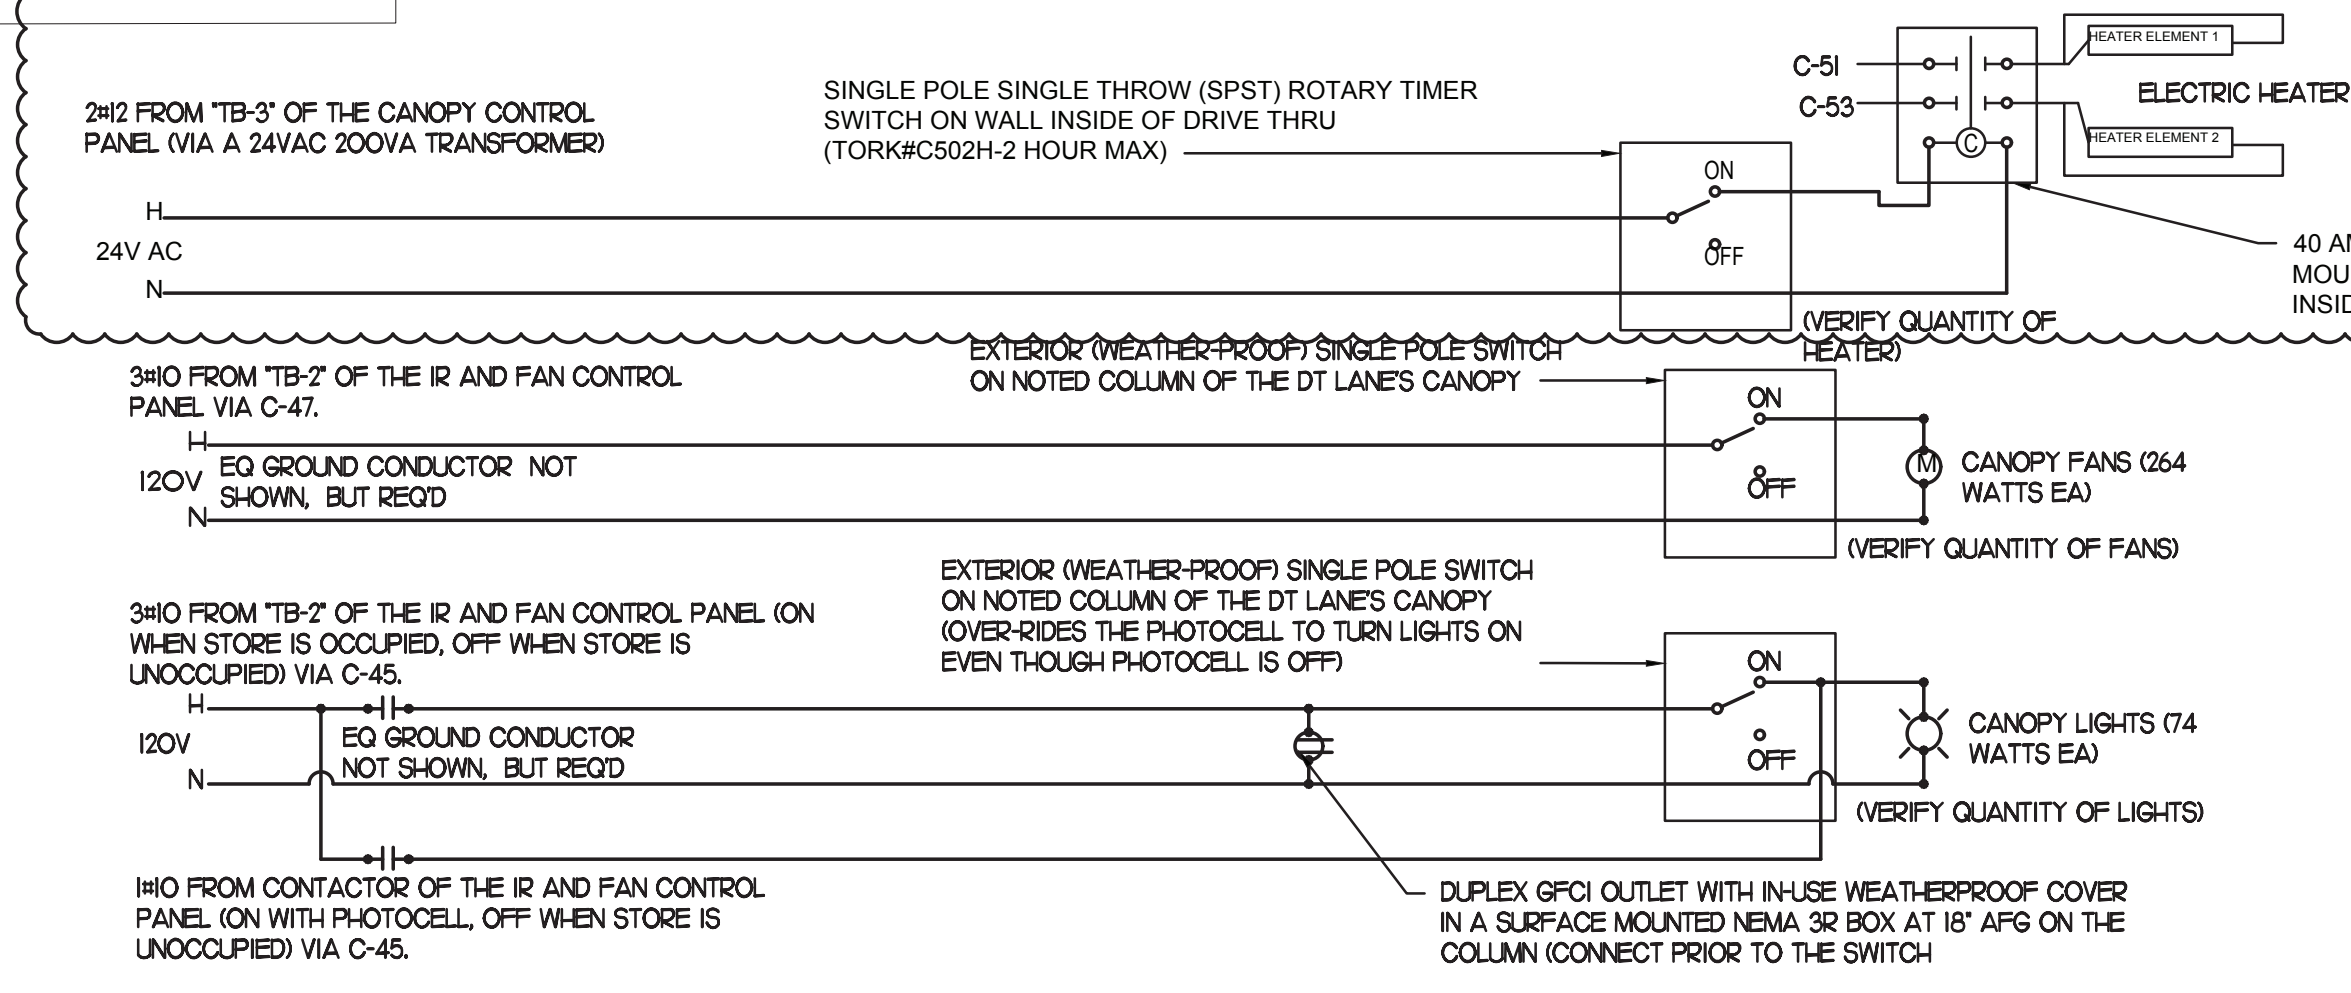 HEATER ELEMENT 1
C-51
ELECTRIC HEATER
C-53
HEATER ELEMENT 2
C
2#12 FROM "TB-3" OF THE CANOPY CONTROL
PANEL (VIA A 24VAC 200VA TRANSFORMER)
SINGLE POLE SINGLE THROW (SPST) ROTARY TIMER
SWITCH ON WALL INSIDE OF DRIVE THRU
(TORK#C502H-2 HOUR MAX)
ON
OFF
H
24V AC
N
40
(VERIFY QUANTITY OF
HEATER)
3#10 FROM "TB-2" OF THE IR AND FAN CONTROL
PANEL VIA C-47.
EXTERIOR (WEATHER-PROOF) SINGLE POLE SWITCH
ON NOTED COLUMN OF THE DT LANE'S CANOPY
ON
OFF
H
120V
N
EQ GROUND CONDUCTOR NOT
SHOWN, BUT REQ'D
M
CANOPY FANS (264
WATTS EA)
(VERIFY QUANTITY OF FANS)
3#10 FROM "TB-2" OF THE IR AND FAN CONTROL PANEL (ON
WHEN STORE IS OCCUPIED, OFF WHEN STORE IS
UNOCCUPIED) VIA C-45.
EXTERIOR (WEATHER-PROOF) SINGLE POLE SWITCH
ON NOTED COLUMN OF THE DT LANE'S CANOPY
(OVER-RIDES THE PHOTOCELL TO TURN LIGHTS ON
EVEN THOUGH PHOTOCELL IS OFF)
ON
OFF
H
120V
N
EQ GROUND CONDUCTOR
NOT SHOWN, BUT REQ'D
CANOPY LIGHTS (74
WATTS EA)
(VERIFY QUANTITY OF LIGHTS)
1#10 FROM CONTACTOR OF THE IR AND FAN CONTROL
PANEL (ON WITH PHOTOCELL, OFF WHEN STORE IS
UNOCCUPIED) VIA C-45.
DUPLEX GFCI OUTLET WITH IN-USE WEATHERPROOF COVER
IN A SURFACE MOUNTED NEMA 3R BOX AT 18" AFG ON THE
COLUMN (CONNECT PRIOR TO THE SWITCH